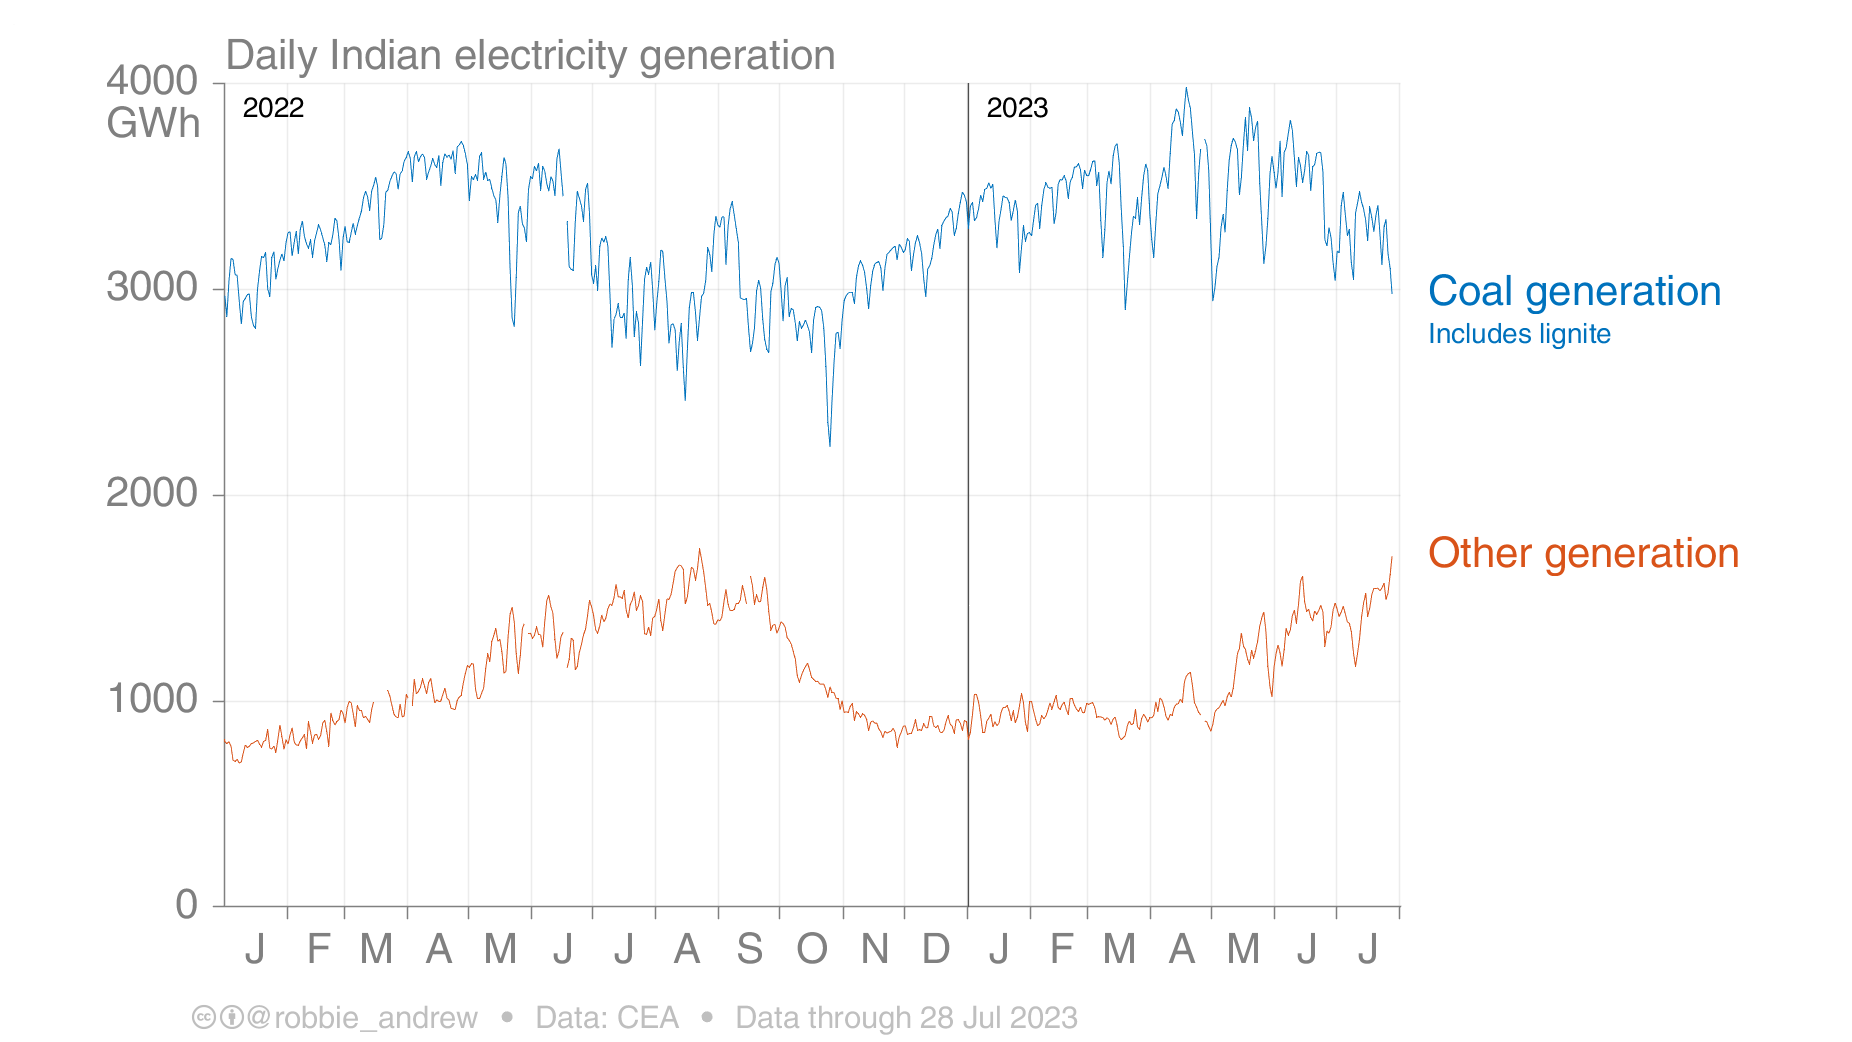 Daily Indian electricity generation
4000
GWh
2022
2023
3000
Coal generation
Includes lignite
2000
Other generation
1000
0
J F M A M J J A S O N D J F M A M J J
@robbie_andrew • Data: CEA • Data through 28 Jul 2023